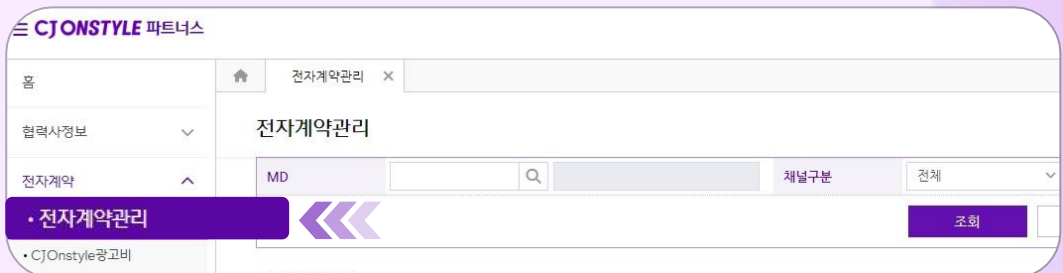 CJ ONSTYLE 파트너스
홈
전자계약관리
협력사정보
전자계약관리
전자계약
MD
채널구분
전체
• 전자계약관리
조회
• CJOnstyle광고비